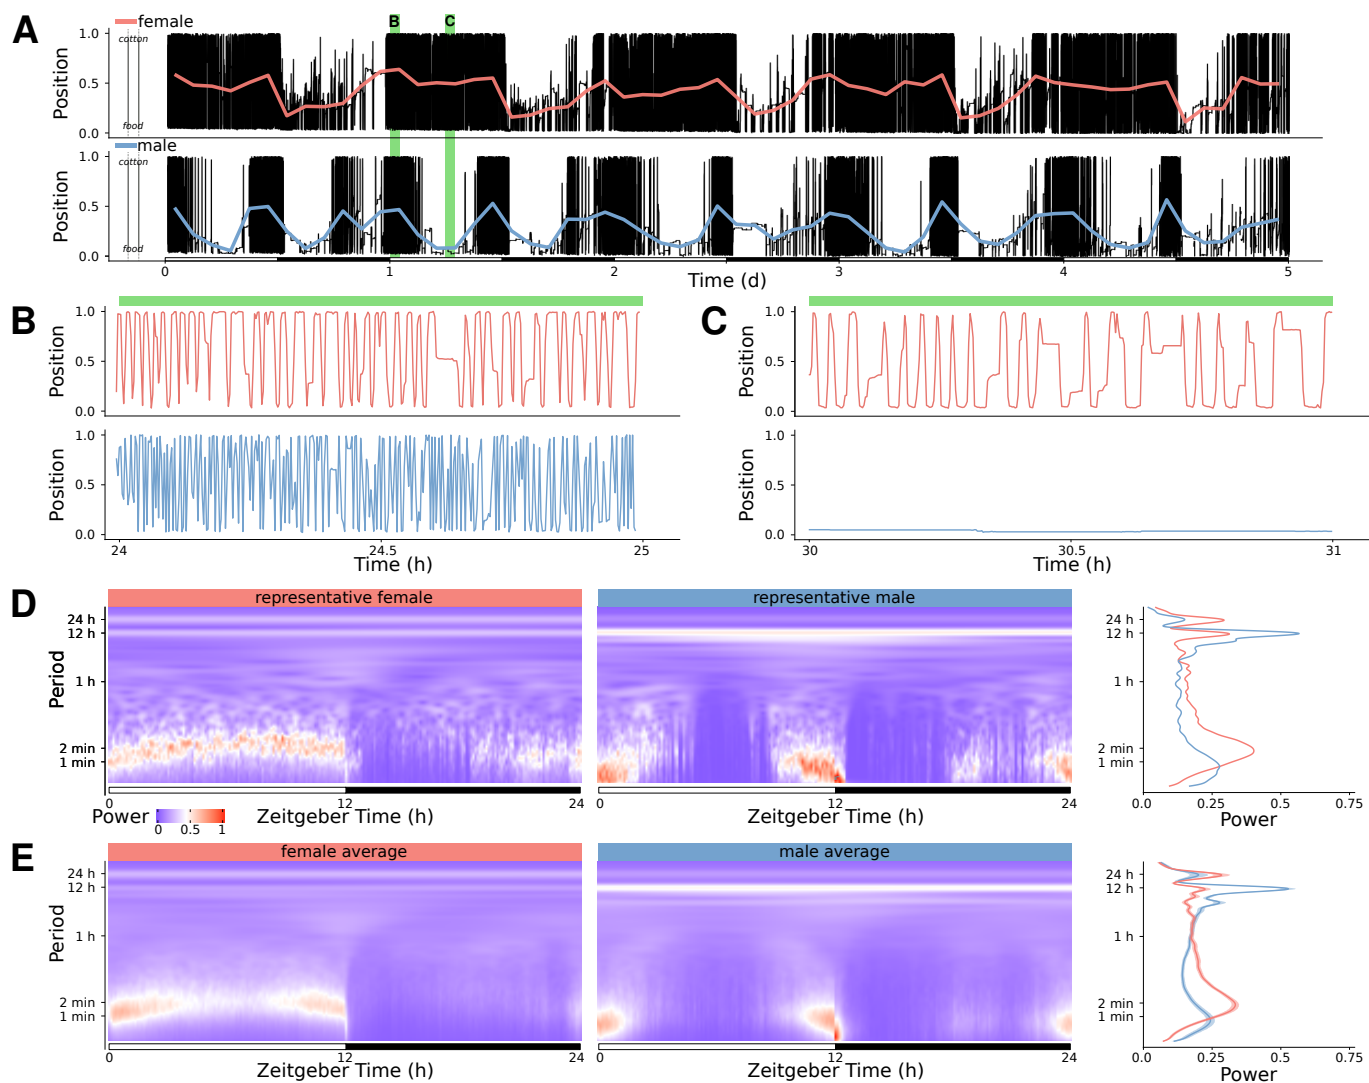 A
female
B
C
Position
1.0
0.5
0.0
cotton
food
male
Position
1.0
0.5
0.0
cotton
food
0 1 2 3 4 5
Time (d)
B
Position
1.0
0.5
0.0
Position
1.0
0.5
0.0
24 24.5 25
Time (h)
C
Position
1.0
0.5
0.0
Position
1.0
0.5
0.0
30 30.5 31
Time (h)
D
representative female
representative male
Period
24 h
12 h
1 h
2 min
1 min
0 12 24
Zeitgeber Time (h)
0 12 24
Zeitgeber Time (h)
Power
0 0.5 1
24 h
12 h
1 h
2 min
1 min
0.0 0.25 0.5 0.75
Power
E
female average
male average
Period
24 h
12 h
1 h
2 min
1 min
0 12 24
Zeitgeber Time (h)
0 12 24
Zeitgeber Time (h)
24 h
12 h
1 h
2 min
1 min
0.0 0.25 0.5 0.75
Power